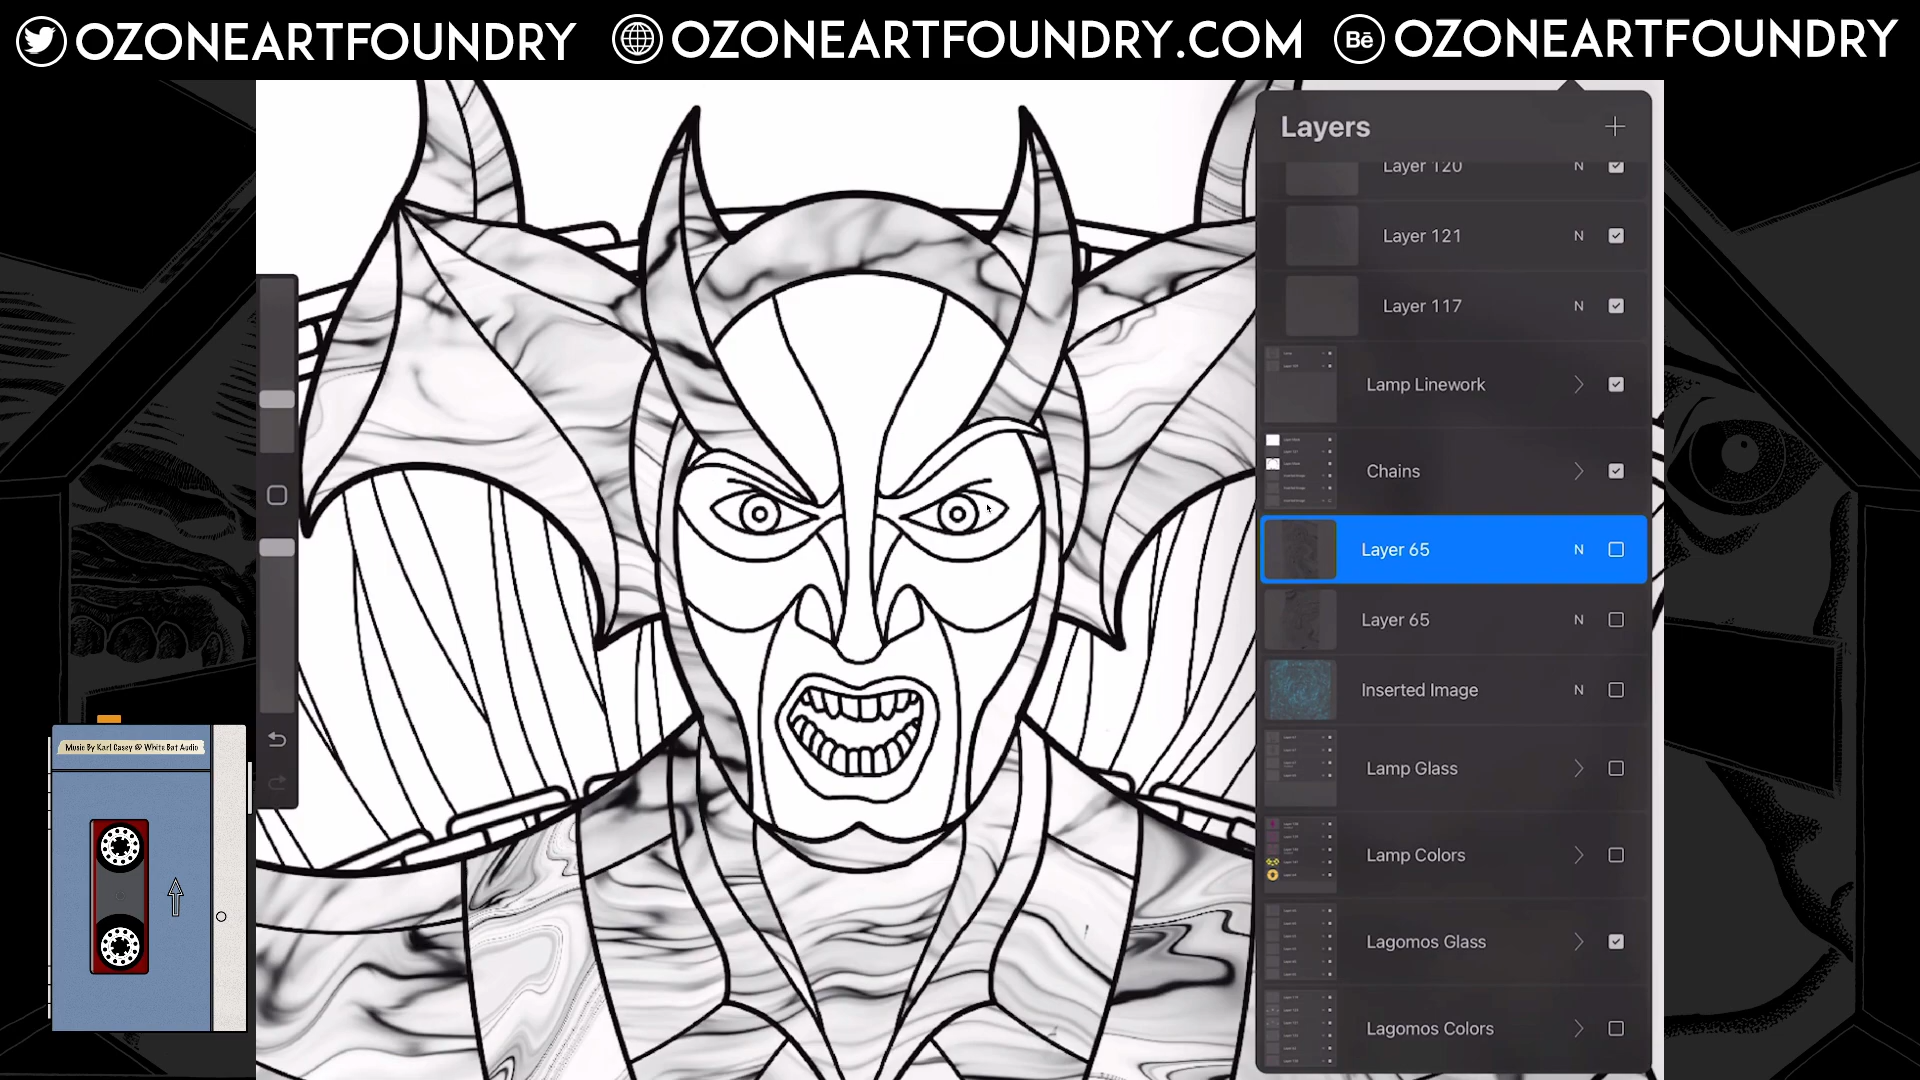 OZONEARTFOUNDRY
OZONEARTFOUNDRY.COM
Bē OZONEARTFOUNDRY
Layers
Layer 120 N
Layer 121 N
Layer 117 N
Lamp Linework
Chains
Layer 65 N
Layer 65 N
Inserted Image N
Lamp Glass
Lamp Colors
Lagomos Glass
Lagomos Colors
Music By Karl Casey @ White Bat Audio